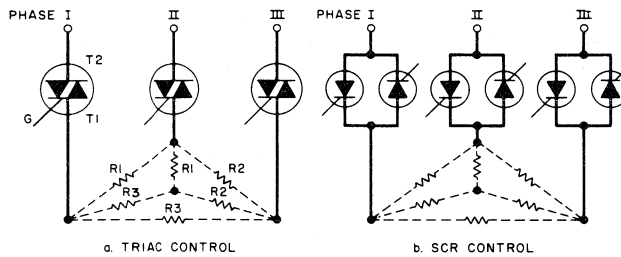 PHASE I II III
T2
G T1
R1 R1 R2
R3 R2
R3
a. TRIAC CONTROL
PHASE I II III
b. SCR CONTROL